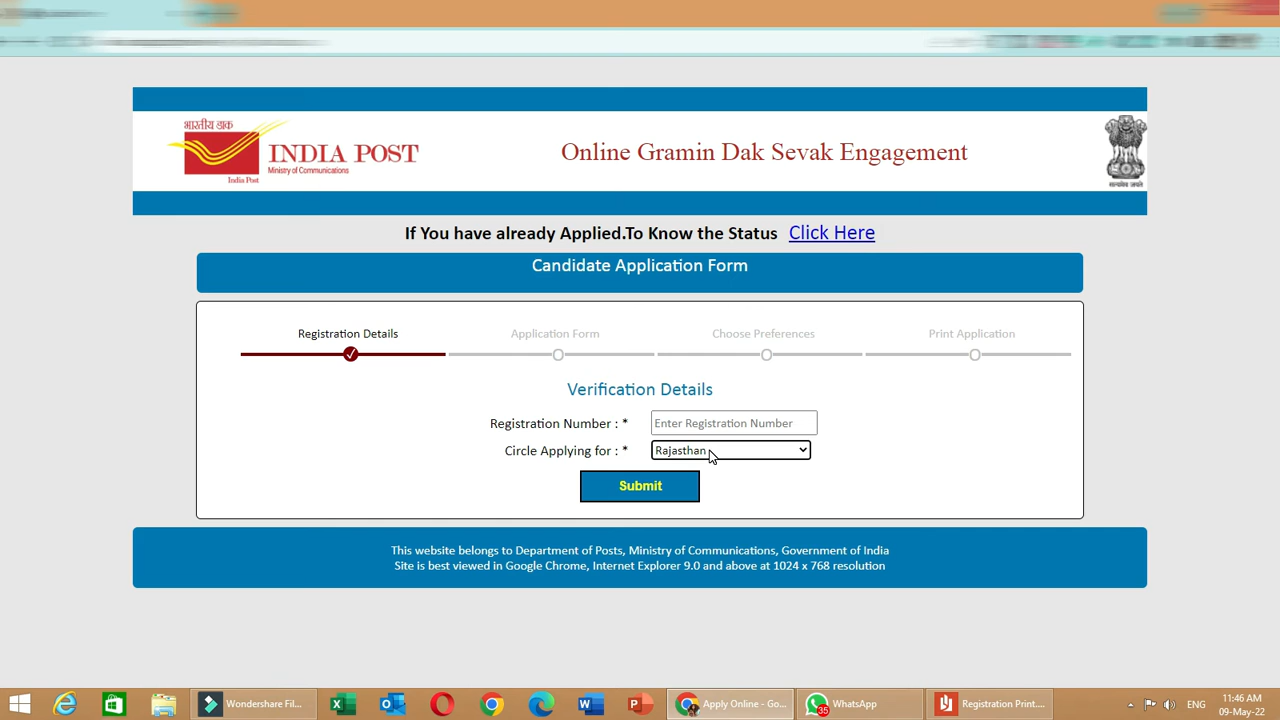 भारतीय डाक
INDIA POST
Ministry of Communications
India Post
Online Gramin Dak Sevak Engagement
सत्यमेव जयते
If You have already Applied.To Know the Status Click Here
Candidate Application Form
Registration Details Application Form Choose Preferences Print Application
Verification Details
Registration Number : * Enter Registration Number
Circle Applying for : * Rajasthan
Submit
This website belongs to Department of Posts, Ministry of Communications, Government of India
Site is best viewed in Google Chrome, Internet Explorer 9.0 and above at 1024 x 768 resolution
Wondershare Fil... Apply Online - Go... WhatsApp 35 Registration Print.... ENG
11:46 AM
09-May-22